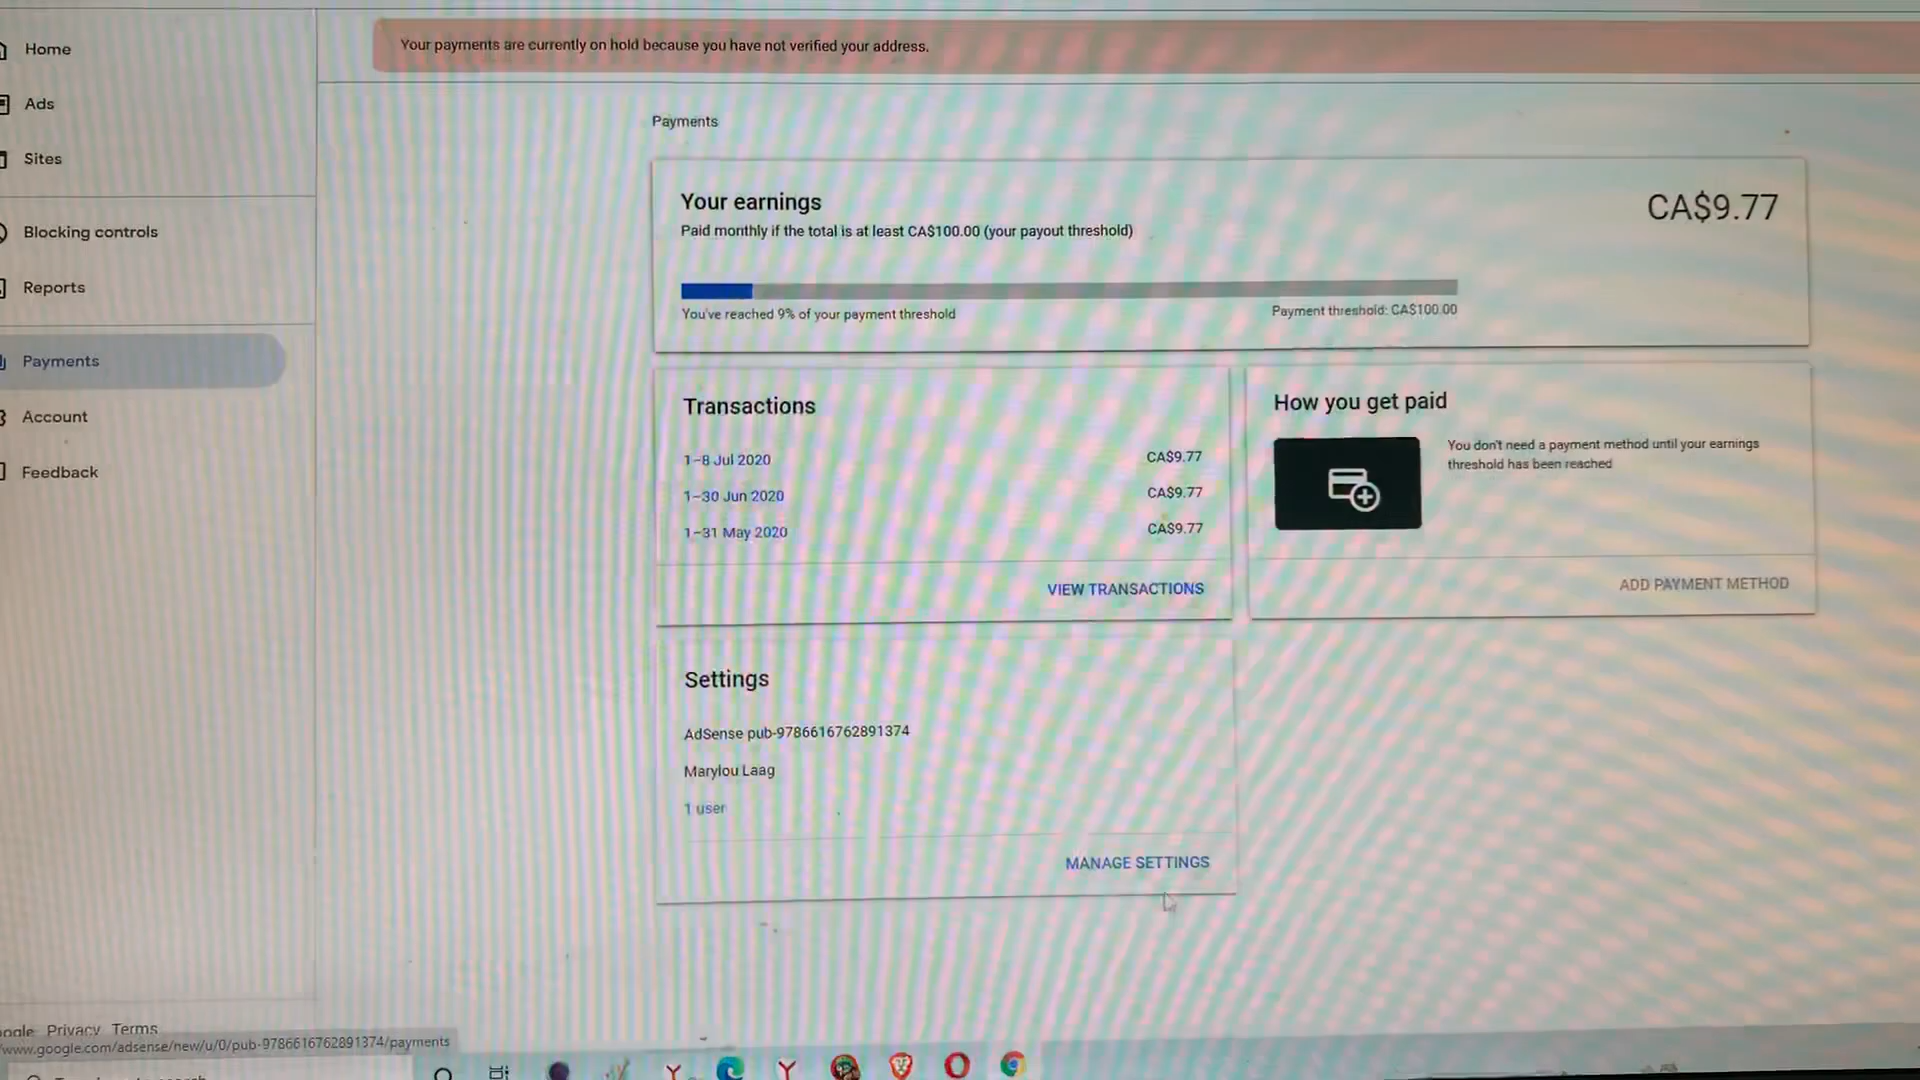 Home
Ads
Sites
Blocking controls
Reports
Payments
Account
Feedback
Privacy Terms
www.google.com/adsense/new/u/0/pub-9786616762891374/payments
Your payments are currently on hold because you have not verified your address.
Payments
Your earnings
CA$9.77
Paid monthly if the total is at least CA$100.00 (your payout threshold)
You've reached 9% of your payment threshold
Payment threshold: CA$100.00
Transactions
1-8 Jul 2020 CA$9.77
1-30 Jun 2020 CA$9.77
1-31 May 2020 CA$9.77
VIEW TRANSACTIONS
How you get paid
You don't need a payment method until your earnings
threshold has been reached
ADD PAYMENT METHOD
Settings
AdSense pub-9786616762891374
Marylou Laag
1 user
MANAGE SETTINGS